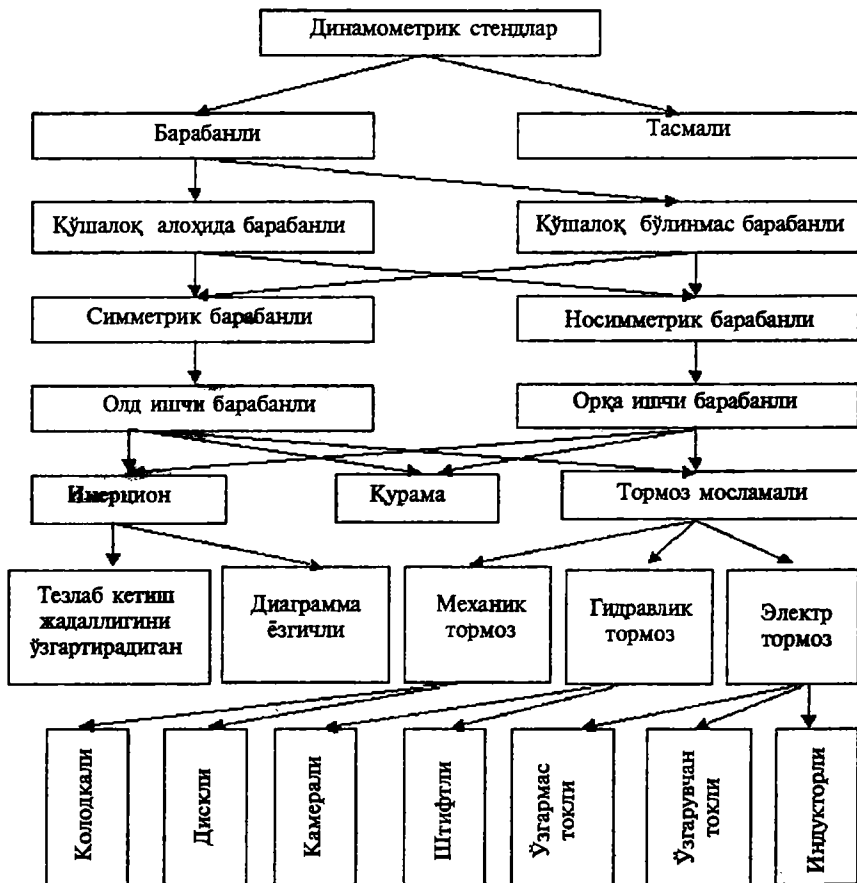 Динамометрик стендлар
Барабанли
Тасмали
Қўшалоқ алоҳида барабанли
Қўшалоқ бўлинмас барабанли
Симметрик барабанли
Носимметрик барабанли
Олд ишчи барабанли
Орқа ишчи барабанли
Инерцион
Қурама
Тормоз мосламали
Тезлаб кетиш
жадаллигини
ўзгартирадиган
Диаграмма
ёзгичли
Механик
тормоз
Гидравлик
тормоз
Электр
тормоз
Колодкали
Дискли
Камерали
Штифтли
Ўзгармас
токли
Ўзгарувчан
токли
Индукторли